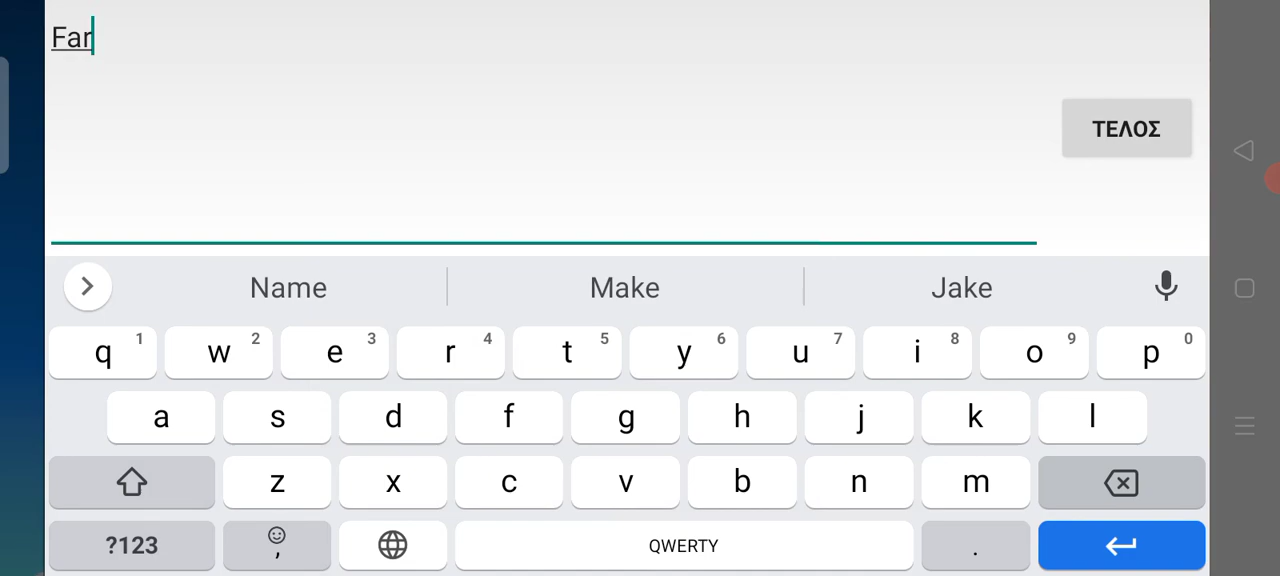 Far
ΤΕΛΟΣ
Name Make Jake
q 1 w 2 e 3 r 4 t 5 y 6 u 7 i 8 o 9 p 0
a s d f g h j k l
z x c v b n m
?123 , QWERTY .